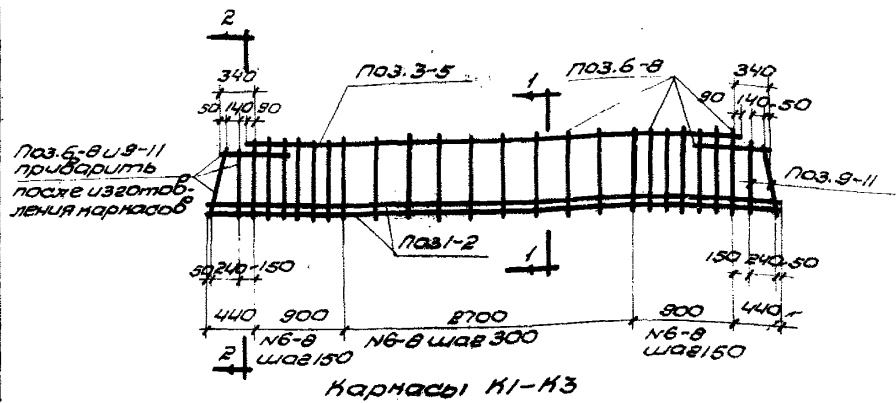 2
340
50 140 90
поз.3-5
1
поз.6-8
340
90 140 50
поз.6-8 и 9-11
приварить
после изготов-
ления каркасов
поз.9-11
поз1-2
1
50 240 150
150 240 50
440 900 2700 900 440
N6-8
шаг150
N6-8 шаг 300
N6-8
шаг150
2
Каркасы К1-К3